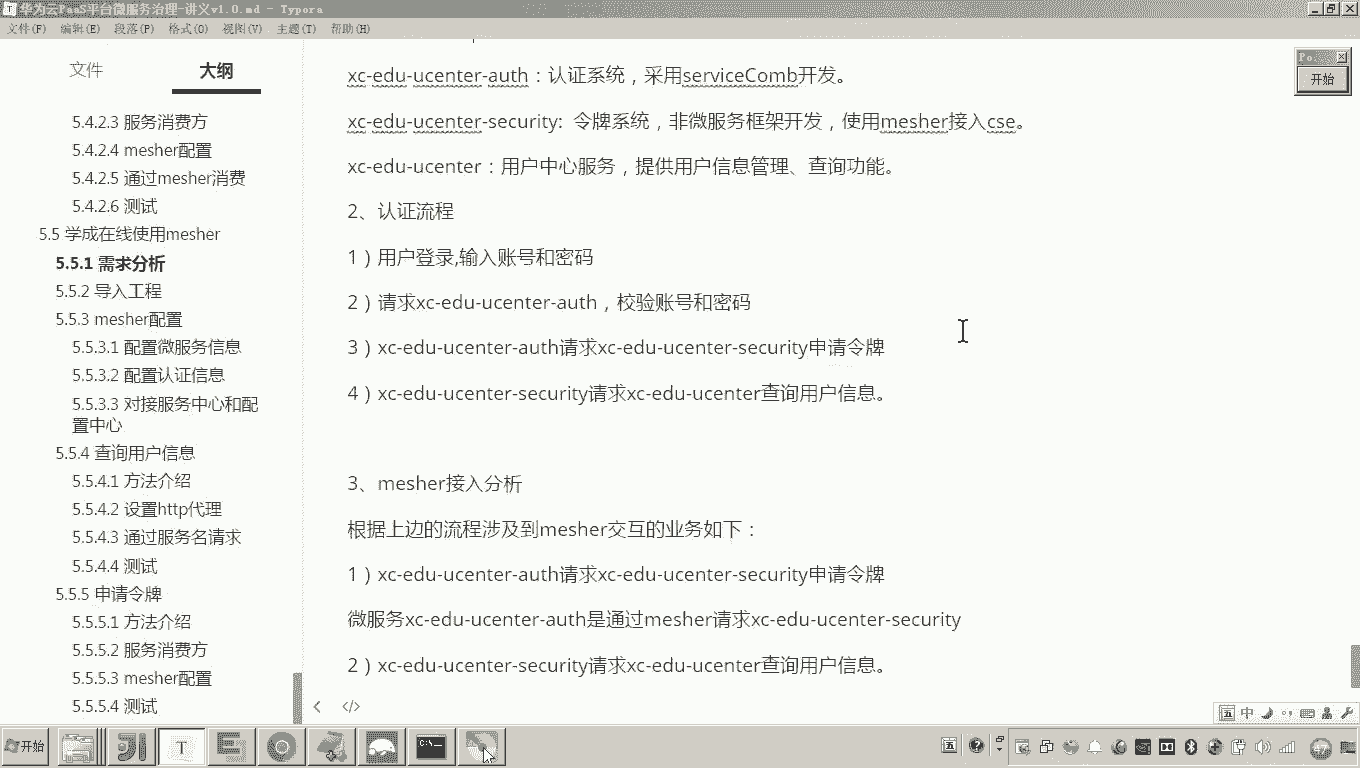 华为云PaaS平台微服务治理-讲义v1.0.md - Typora
文件(F) 编辑(E) 段落(P) 格式(O) 视图(V) 主题(T) 帮助(H)
文件
大纲
5.4.2.3 服务消费方
5.4.2.4 mesher配置
5.4.2.5 通过mesher消费
5.4.2.6 测试
5.5 学成在线使用mesher
5.5.1 需求分析
5.5.2 导入工程
5.5.3 mesher配置
5.5.3.1 配置微服务信息
5.5.3.2 配置认证信息
5.5.3.3 对接服务中心和配
置中心
5.5.4 查询用户信息
5.5.4.1 方法介绍
5.5.4.2 设置http代理
5.5.4.3 通过服务名请求
5.5.4.4 测试
5.5.5 申请令牌
5.5.5.1 方法介绍
5.5.5.2 服务消费方
5.5.5.3 mesher配置
5.5.5.4 测试
xc-edu-ucenter-auth：认证系统，采用serviceComb开发。
xc-edu-ucenter-security: 令牌系统，非微服务框架开发，使用mesher接入cse。
xc-edu-ucenter：用户中心服务，提供用户信息管理、查询功能。
2、认证流程
1）用户登录,输入账号和密码
2）请求xc-edu-ucenter-auth，校验账号和密码
3）xc-edu-ucenter-auth请求xc-edu-ucenter-security申请令牌
4）xc-edu-ucenter-security请求xc-edu-ucenter查询用户信息。
3、mesher接入分析
根据上边的流程涉及到mesher交互的业务如下：
1）xc-edu-ucenter-auth请求xc-edu-ucenter-security申请令牌
微服务xc-edu-ucenter-auth是通过mesher请求xc-edu-ucenter-security
2）xc-edu-ucenter-security请求xc-edu-ucenter查询用户信息。
开始
五 中
开始
T
C:\
五
47